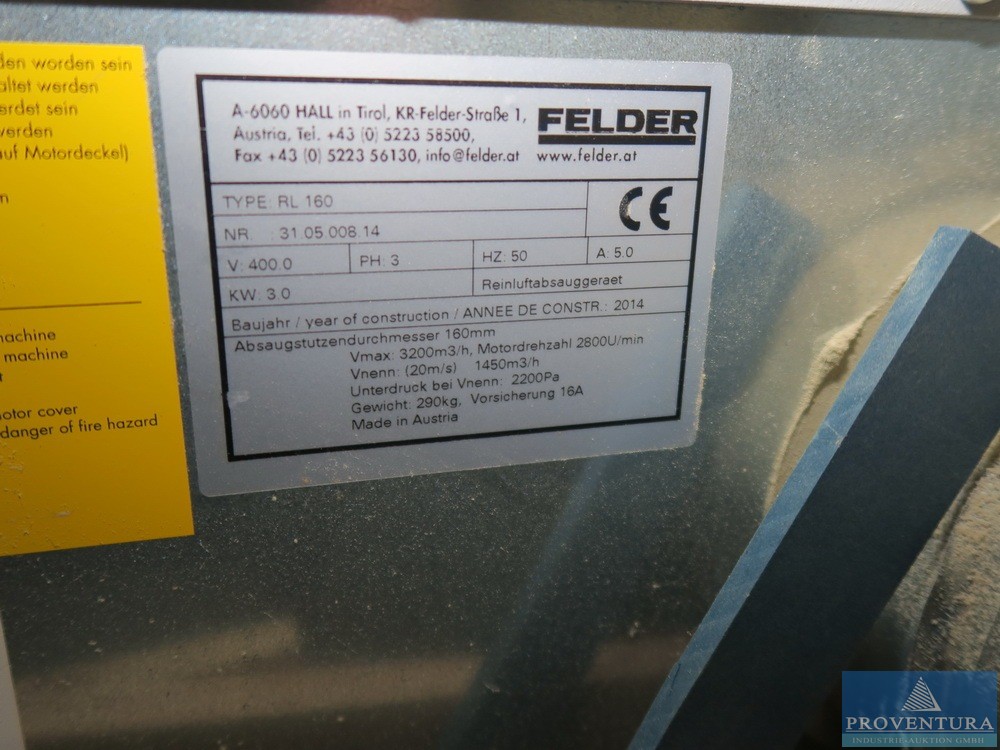 den worden sein
altet werden
erdet sein
werden
auf Motordeckel)
n
machine
machine
t
notor cover
danger of fire hazard
A-6060 HALL in Tirol, KR-Felder-Straße 1,
Austria, Tel. +43 (0) 5223 58500,
Fax +43 (0) 5223 56130, info@felder.at
FELDER
www.felder.at
TYPE: RL 160
CE
NR. : 31.05.008.14
V: 400.0 PH: 3 HZ: 50 A: 5.0
KW: 3.0 Reinluftabsauggeraet
Baujahr / year of construction / ANNEE DE CONSTR.: 2014
Absaugstutzendurchmesser 160mm
Vmax: 3200m3/h, Motordrehzahl 2800U/min
Vnenn: (20m/s) 1450m3/h
Unterdruck bei Vnenn: 2200Pa
Gewicht: 290kg, Vorsicherung 16A
Made in Austria
PROVENTURA
INDUSTRIE-AUKTION GMBH